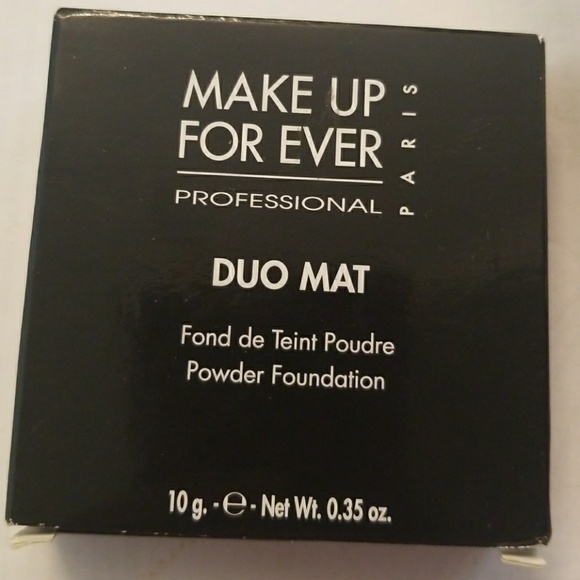 MAKE UP
FOR EVER
PROFESSIONAL
PARIS
DUO MAT
Fond de Teint Poudre
Powder Foundation
10 g. - ℮ - Net Wt. 0.35 oz.